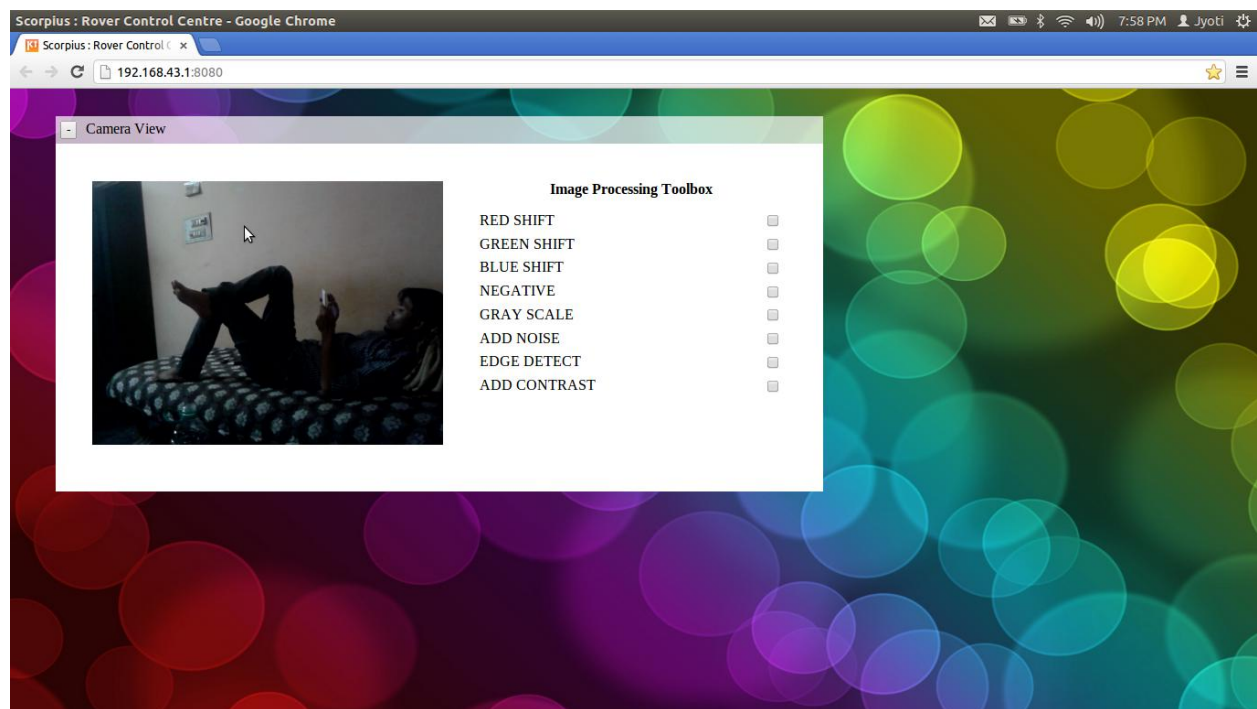 Scorpius : Rover Control Centre - Google Chrome
7:58 PM Jyoti
Scorpius : Rover Control C
192.168.43.1:8080
- Camera View
Image Processing Toolbox
RED SHIFT
GREEN SHIFT
BLUE SHIFT
NEGATIVE
GRAY SCALE
ADD NOISE
EDGE DETECT
ADD CONTRAST